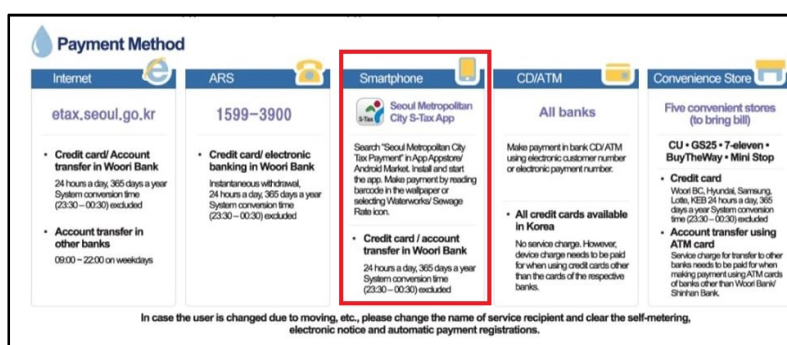 Payment Method
Internet
etax.seoul.go.kr
• Credit card/ Account
transfer in Woori Bank
24 hours a day, 365 days a year
System conversion time
(23:30 – 00:30) excluded
• Account transfer in
other banks
09:00 ~ 22:00 on weekdays
ARS
1599-3900
• Credit card/ electronic
banking in Woori Bank
Instantaneous withdrawal,
24 hours a day, 365 days a year
System conversion time
(23:30 – 00:30) excluded
Smartphone
S-Tax
Seoul Metropolitan
City S-Tax App
Search "Seoul Metropolitan City
Tax Payment" in App Appstore/
Android Market. Install and start
the app. Make payment by reading
barcode in the wallpaper or
selecting Waterworks/ Sewage
Rate icon.
• Credit card / account
transfer in Woori Bank
24 hours a day, 365 days a year
System conversion time
(23:30 – 00:30) excluded
CD/ATM
All banks
Make payment in bank CD/ ATM
using electronic customer number
or electronic payment number.
• All credit cards available
in Korea
No service charge. However,
device charge needs to be paid
for when using credit cards other
than the cards of the respective
banks.
Convenience Store
Five convenient stores
(to bring bill)
CU • GS25 • 7-eleven •
BuyTheWay • Mini Stop
• Credit card
Woori BC, Hyundai, Samsung,
Lotte, KEB 24 hours a day, 365
days a year System conversion
time (23:30 – 00:30) excluded
• Account transfer using
ATM card
Service charge for transfer to other
banks needs to be paid for when
making payment using ATM cards
of banks other than Woori Bank/
Shinhan Bank.
In case the user is changed due to moving, etc., please change the name of service recipient and clear the self-metering,
electronic notice and automatic payment registrations.